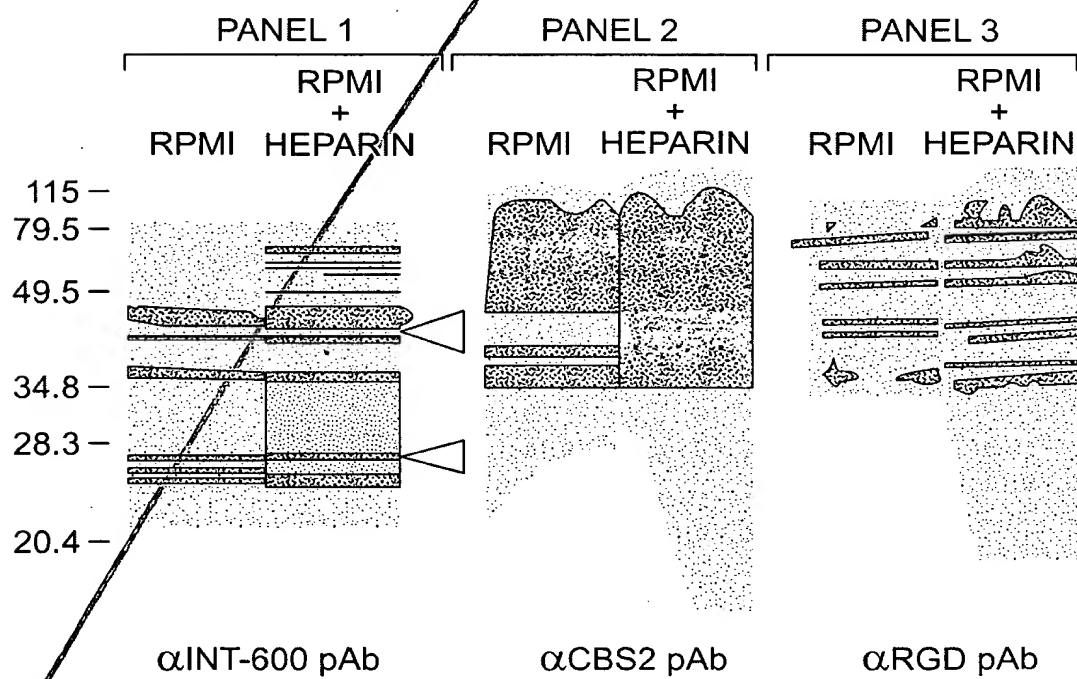 PANEL 1 PANEL 2 PANEL 3
RPMI RPMI RPMI
+ + +
RPMI HEPARIN RPMI HEPARIN RPMI HEPARIN
115
79.5
49.5
34.8
28.3
20.4
αINT-600 pAb αCBS2 pAb αRGD pAb